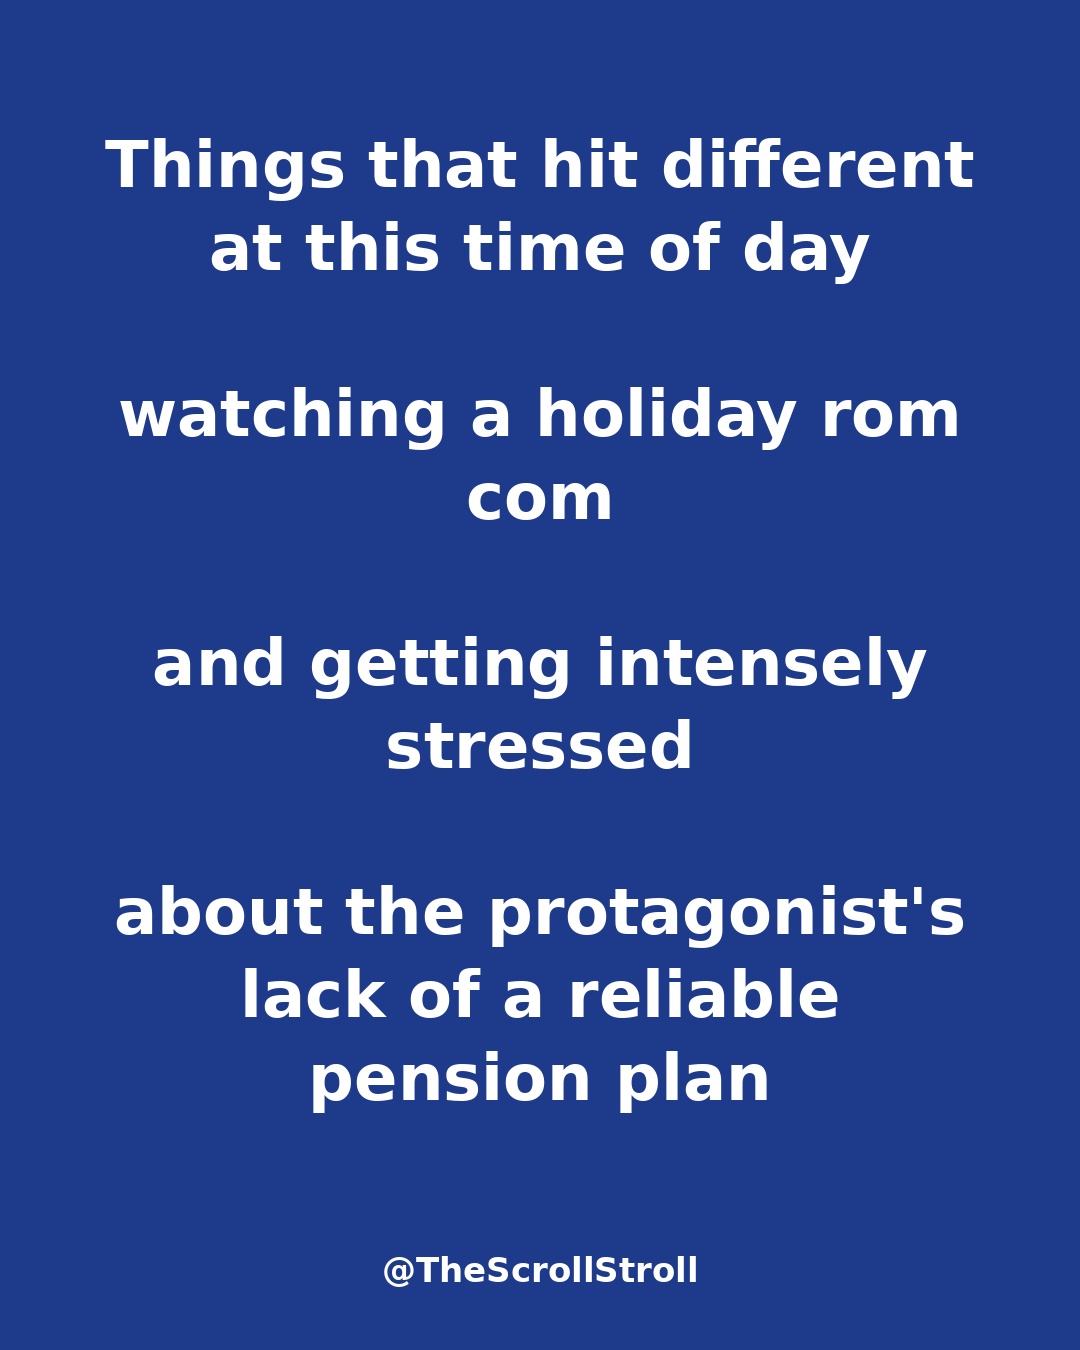 Things that hit different
at this time of day
watching a holiday rom
com
and getting intensely
stressed
about the protagonist's
lack of a reliable
pension plan
@TheScrollStroll